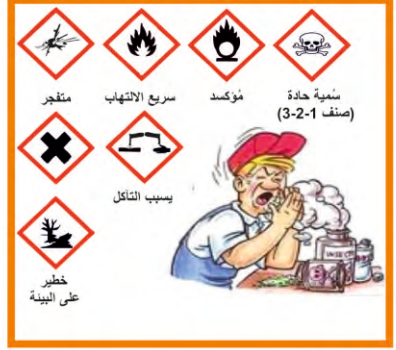 متفجر
سريع الالتهاب
مُؤكسد
سُمية حادة
(صنف 1-2-3)
يسبب التآكل
خطير
على البيئة